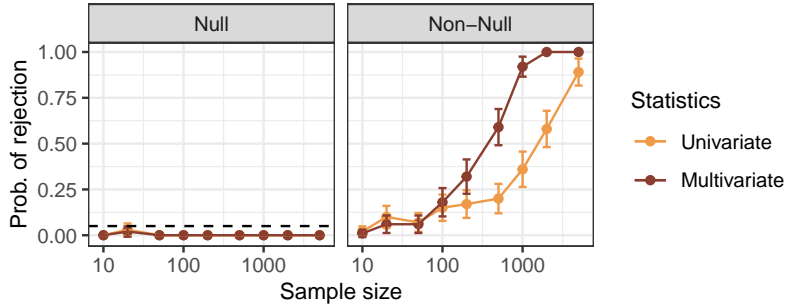 Null
Non−Null
Prob. of rejection
1.00
0.75
0.50
0.25
0.00
10
100
1000
10
100
1000
Sample size
Statistics
Univariate
Multivariate